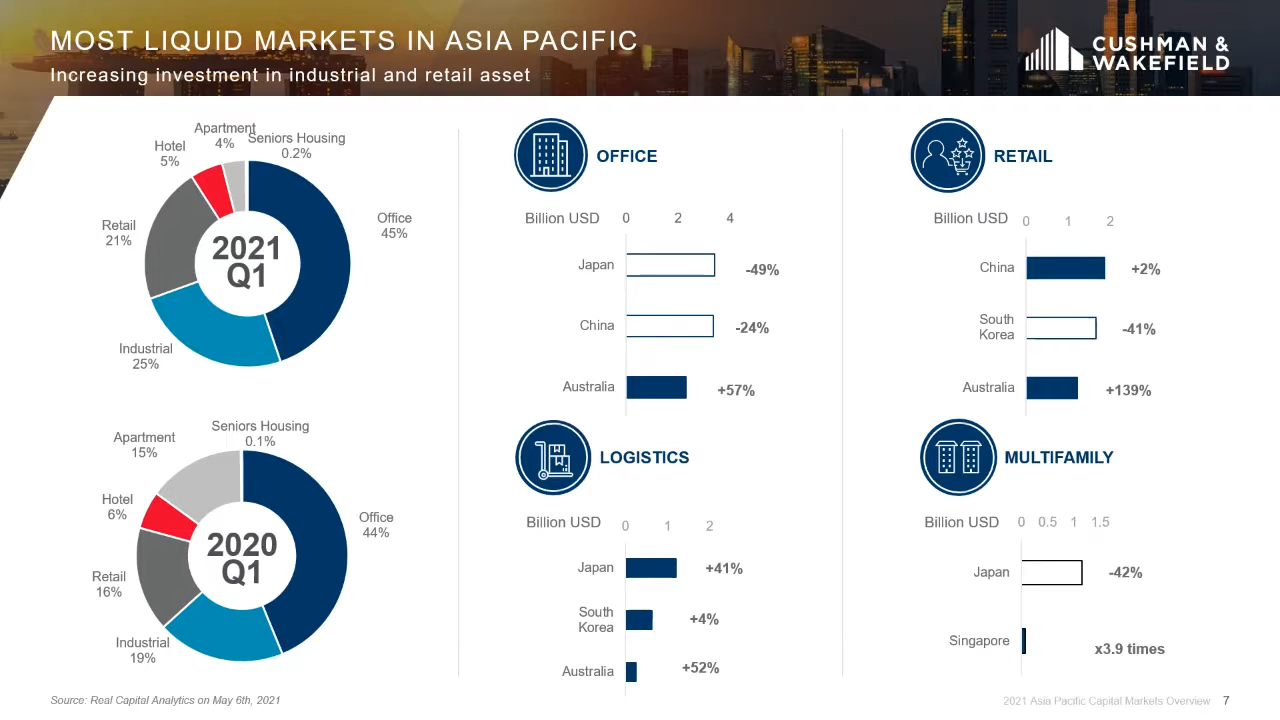 MOST LIQUID MARKETS IN ASIA PACIFIC
Increasing investment in industrial and retail asset
CUSHMAN &
WAKEFIELD
Apartment
4%
Seniors Housing
0.2%
Hotel
5%
Retail
21%
Office
45%
Industrial
25%
2021
Q1
Seniors Housing
0.1%
Apartment
15%
Hotel
6%
Office
44%
Retail
16%
Industrial
19%
2020
Q1
OFFICE
Billion USD 0 2 4
Japan -49%
China -24%
Australia +57%
LOGISTICS
Billion USD 0 1 2
Japan +41%
South
Korea
+4%
Australia +52%
RETAIL
Billion USD 0 1 2
China +2%
South
Korea
-41%
Australia +139%
MULTIFAMILY
Billion USD 0 0.5 1 1.5
Japan -42%
Singapore x3.9 times
Source: Real Capital Analytics on May 6th, 2021
2021 Asia Pacific Capital Markets Overview 7